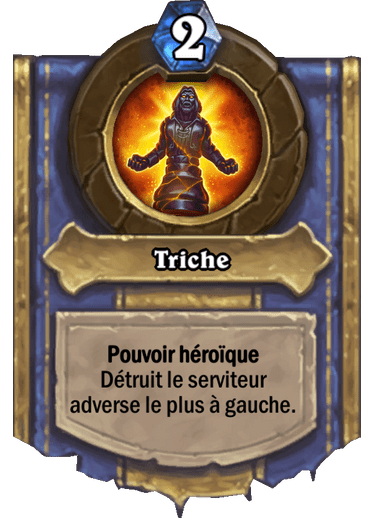 2
Triche
Pouvoir héroïque
Détruit le serviteur
adverse le plus à gauche.